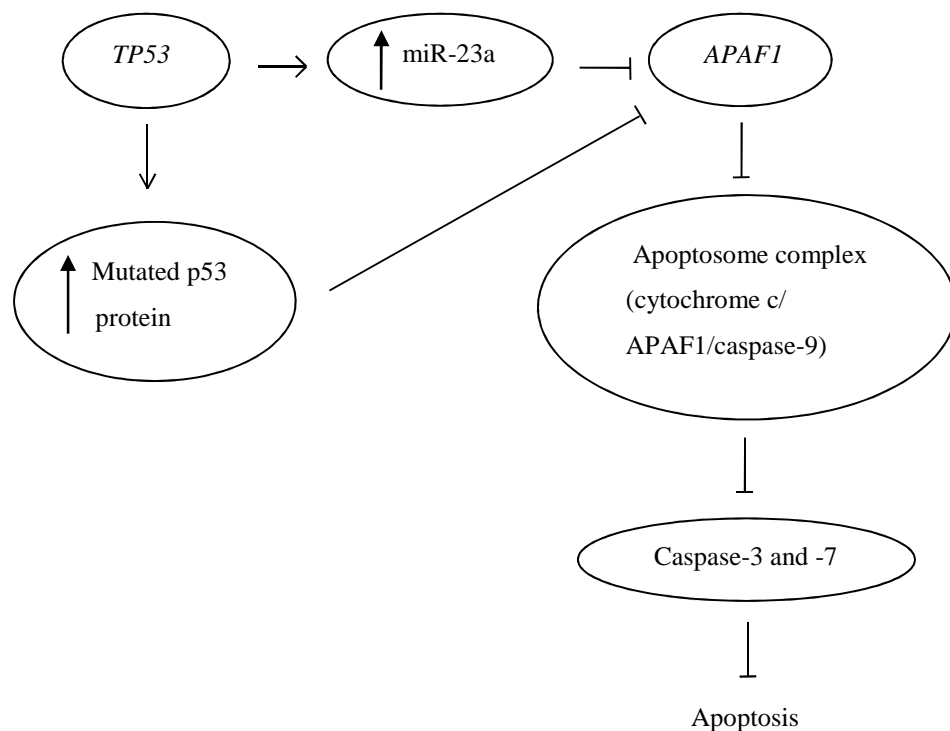 TP53
miR-23a
APAF1
Mutated p53
protein
Apoptosome complex
(cytochrome c/
APAF1/caspase-9)
Caspase-3 and -7
Apoptosis